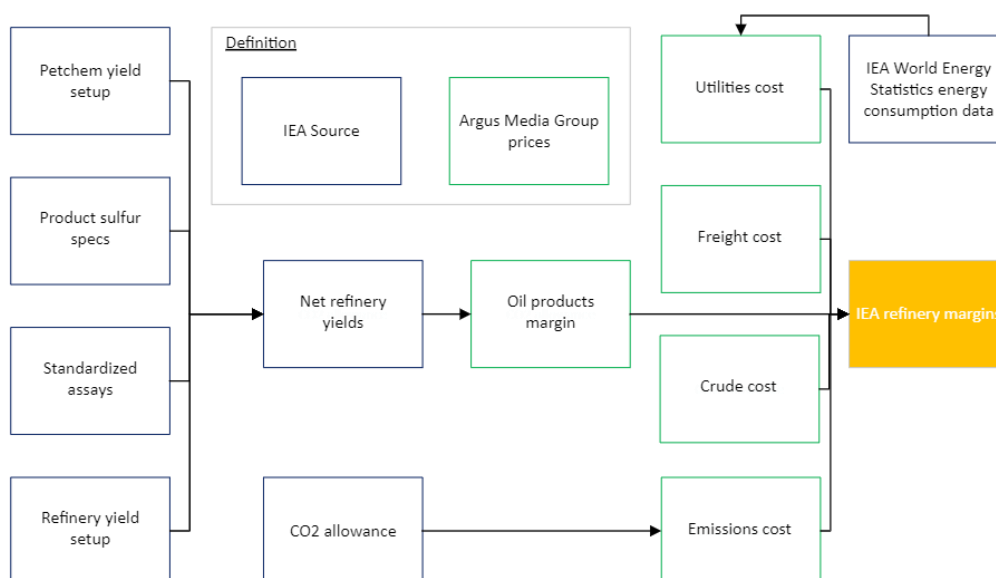 Petchem yield
setup
Definition
IEA Source
Argus Media Group
prices
Utilities cost
IEA World Energy
Statistics energy
consumption data
Product sulfur
specs
Freight cost
Net refinery
yields
Oil products
margin
IEA refinery margins
Standardized
assays
Crude cost
Refinery yield
setup
CO2 allowance
Emissions cost